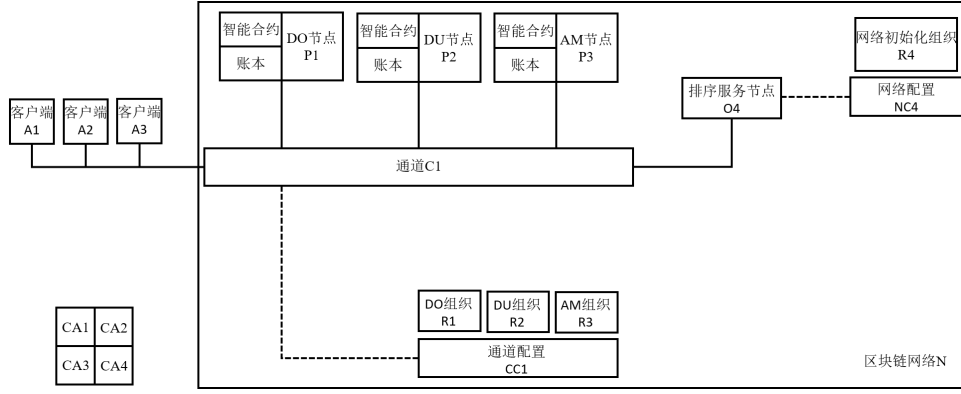 智能合约
账本
DO节点
P1
智能合约
账本
DU节点
P2
智能合约
账本
AM节点
P3
网络初始化组织
R4
网络配置
NC4
排序服务节点
O4
客户端
A1
客户端
A2
客户端
A3
通道C1
DO组织
R1
DU组织
R2
AM组织
R3
通道配置
CC1
CA1
CA2
CA3
CA4
区块链网络N